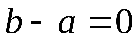 b - a = 0